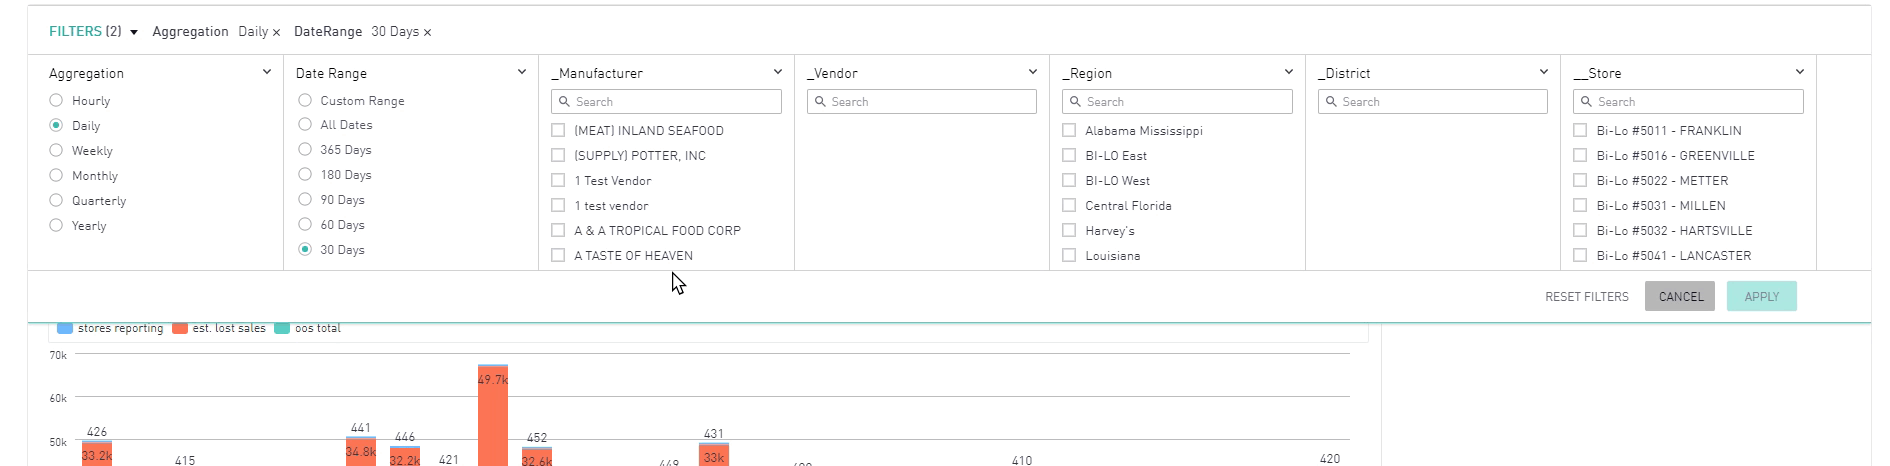 FILTERS (2) Aggregation Daily × DateRange 30 Days ×
Aggregation
Hourly
Daily
Weekly
Monthly
Quarterly
Yearly
Date Range
Custom Range
All Dates
365 Days
180 Days
90 Days
60 Days
30 Days
_Manufacturer
Search
(MEAT) INLAND SEAFOOD
(SUPPLY) POTTER, INC
1 Test Vendor
1 test vendor
A & A TROPICAL FOOD CORP
A TASTE OF HEAVEN
_Vendor
Search
_Region
Search
Alabama Mississippi
BI-LO East
BI-LO West
Central Florida
Harvey's
Louisiana
_District
Search
__Store
Search
Bi-Lo #5011 - FRANKLIN
Bi-Lo #5016 - GREENVILLE
Bi-Lo #5022 - METTER
Bi-Lo #5031 - MILLEN
Bi-Lo #5032 - HARTSVILLE
Bi-Lo #5041 - LANCASTER
RESET FILTERS CANCEL APPLY
stores reporting est. lost sales oos total
70k
49.7k
60k
50k
426 441 446 452 431
33.2k 34.8k 32.2k 32.6k 33k
415 421 410 420